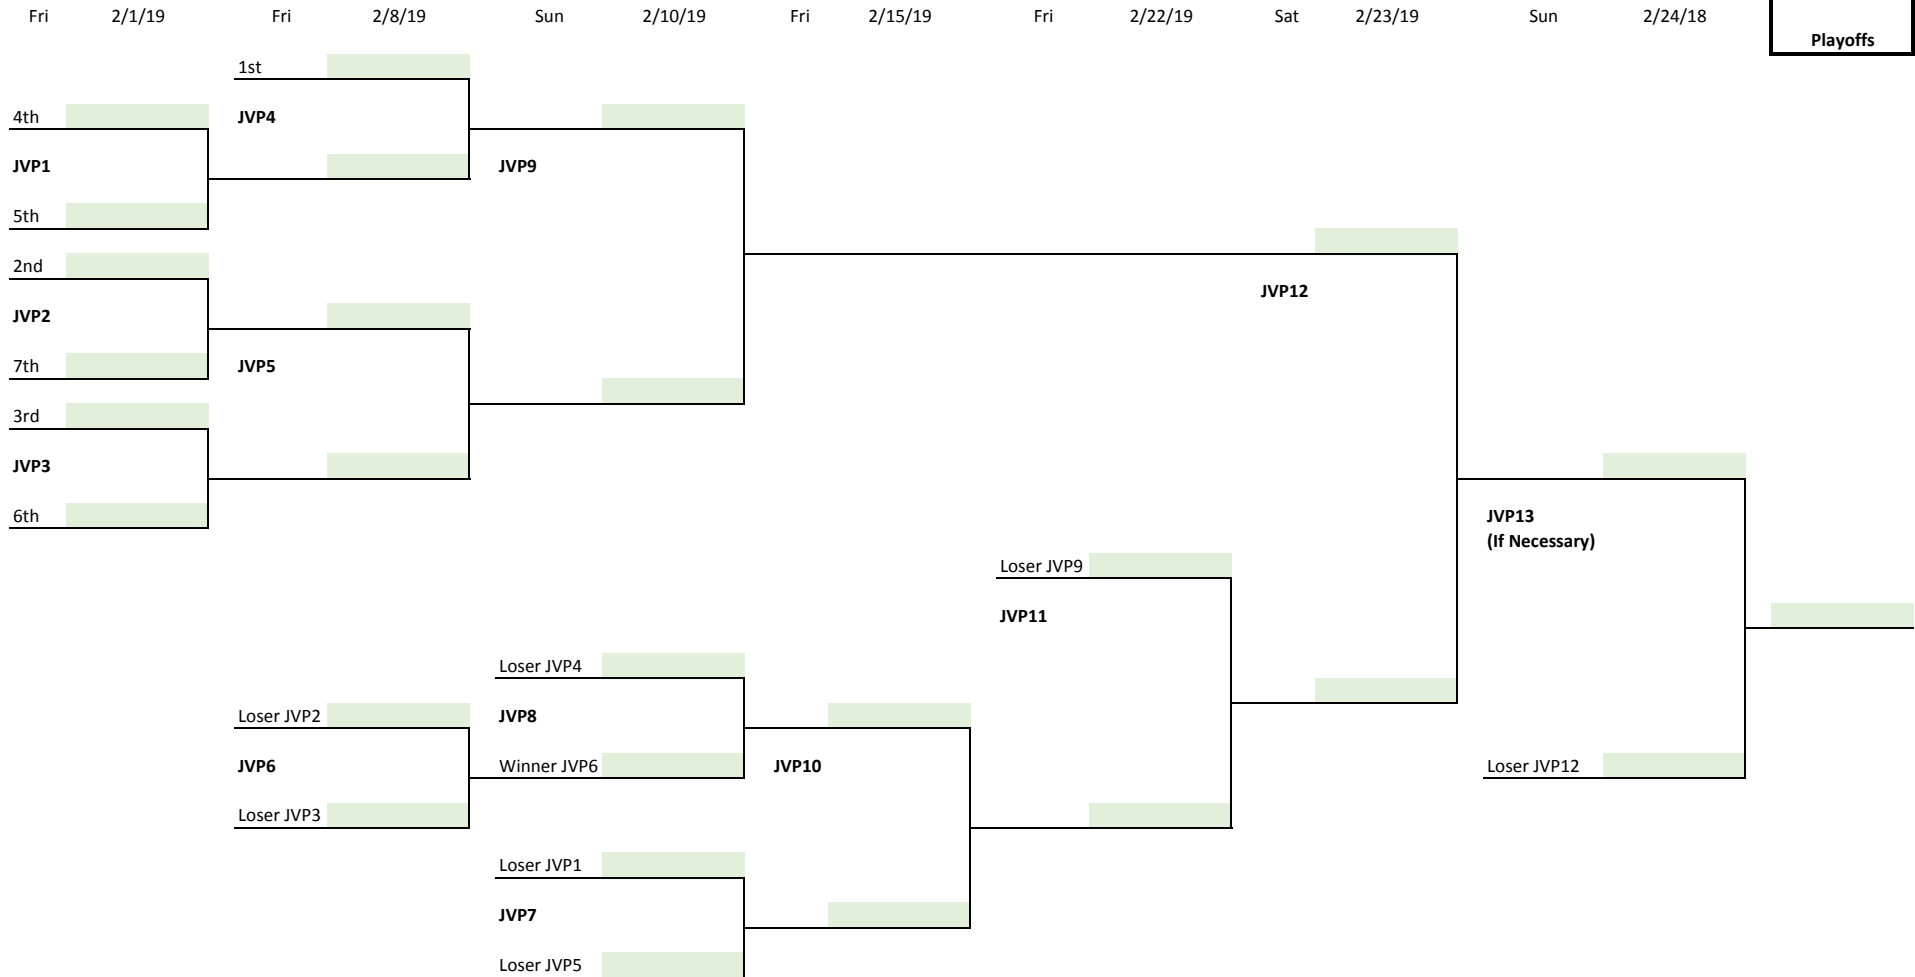 Fri 2/1/19 Fri 2/8/19 Sun 2/10/19 Fri 2/15/19 Fri 2/22/19 Sat 2/23/19 Sun 2/24/18
Playoffs
1st
4th JVP4
JVP1 JVP9
5th
2nd
JVP12
JVP2
7th JVP5
3rd
JVP3
6th JVP13
(If Necessary)
Loser JVP9
JVP11
Loser JVP4
Loser JVP2 JVP8
JVP6 Winner JVP6 JVP10 Loser JVP12
Loser JVP3
Loser JVP1
JVP7
Loser JVP5